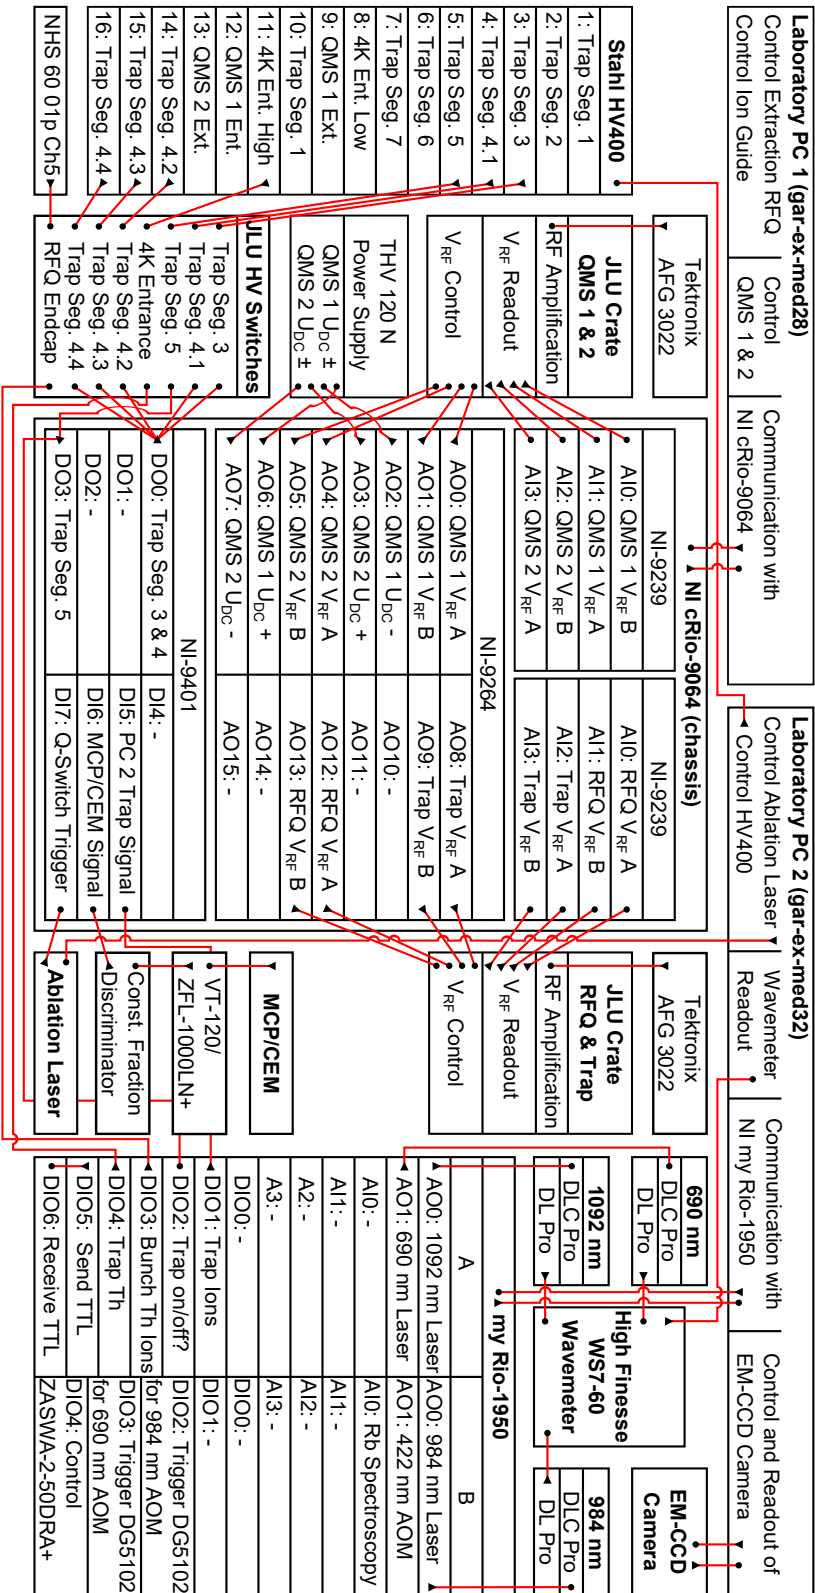 Laboratory PC 1 (gar-ex-med28)
Control Extraction RFQ
Control Ion Guide
Control
QMS 1 & 2
Communication with
NI cRio-9064
Laboratory PC 2 (gar-ex-med32)
Control Ablation Laser
Control HV400
Wavemeter
Readout
Communication with
NI my Rio-1950
Control and Readout of
EM-CCD Camera
Stahl HV400
1: Trap Seg. 1
2: Trap Seg. 2
3: Trap Seg. 3
4: Trap Seg. 4.1
5: Trap Seg. 5
6: Trap Seg. 6
7: Trap Seg. 7
8: 4K Ent. Low
9: QMS 1 Ext.
10: Trap Seg. 1
11: 4K Ent. High
12: QMS 1 Ent.
13: QMS 2 Ext.
14: Trap Seg. 4.2
15: Trap Seg. 4.3
16: Trap Seg. 4.4
NHS 60 01p Ch5
Tektronix
AFG 3022
JLU Crate
QMS 1 & 2
RF Amplification
VRF Readout
VRF Control
THV 120 N
Power Supply
QMS 1 UDC ±
QMS 2 UDC ±
JLU HV Switches
Trap Seg. 3
Trap Seg. 4.1
Trap Seg. 5
4K Entrance
Trap Seg. 4.2
Trap Seg. 4.3
Trap Seg. 4.4
RFQ Endcap
NI cRio-9064 (chassis)
NI-9239
AI0: QMS 1 VRF B
AI1: QMS 1 VRF A
AI2: QMS 2 VRF B
AI3: QMS 2 VRF A
NI-9239
AI0: RFQ VRF A
AI1: RFQ VRF B
AI2: Trap VRF A
AI3: Trap VRF B
NI-9264
AO0: QMS 1 VRF A
AO8: Trap VRF A
AO1: QMS 1 VRF B
AO9: Trap VRF B
AO2: QMS 1 UDC -
AO10: -
AO3: QMS 2 UDC +
AO11: -
AO4: QMS 2 VRF A
AO12: RFQ VRF A
AO5: QMS 2 VRF B
AO13: RFQ VRF B
AO6: QMS 1 UDC +
AO14: -
AO7: QMS 2 UDC -
AO15: -
NI-9401
DO0: Trap Seg. 3 & 4
DI4: -
DO1: -
DI5: PC 2 Trap Signal
DO2: -
DI6: MCP/CEM Signal
DO3: Trap Seg. 5
DI7: Q-Switch Trigger
Tektronix
AFG 3022
JLU Crate
RFQ & Trap
RF Amplification
VRF Readout
VRF Control
MCP/CEM
VT-120/
ZFL-1000LN+
Const. Fraction
Discriminator
Ablation Laser
690 nm
DLC Pro
DL Pro
1092 nm
DLC Pro
DL Pro
High Finesse
WS7-60
Wavemeter
EM-CCD
Camera
984 nm
DLC Pro
DL Pro
my Rio-1950
A
B
AO0: 1092 nm Laser
AO0: 984 nm Laser
AO1: 690 nm Laser
AO1: 422 nm AOM
AI0: -
AI0: Rb Spectroscopy
AI1: -
AI1: -
A2: -
AI2: -
A3: -
AI3: -
DIO0: -
DIO0: -
DIO1: Trap Ions
DIO1: -
DIO2: Trap on/off?
DIO2: Trigger DG5102
for 984 nm AOM
DIO3: Bunch Th Ions
DIO3: Trigger DG5102
for 690 nm AOM
DIO4: Trap Th
DIO5: Send TTL
DIO4: Control
ZASWA-2-50DRA+
DIO6: Receive TTL